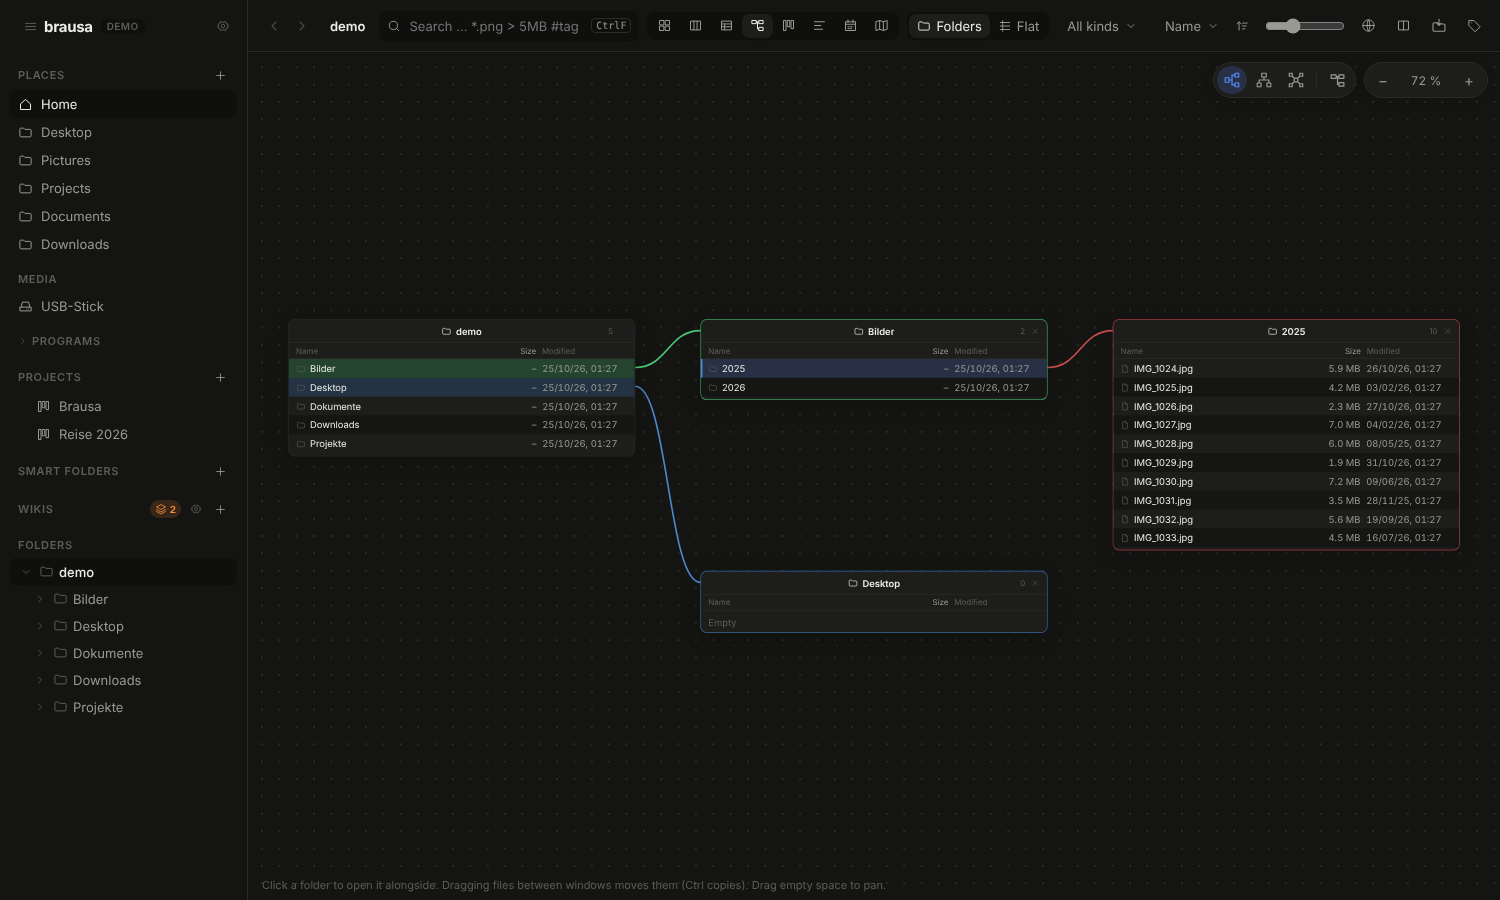 brausa DEMO
demo
Search ... *.png > 5MB #tag CtrlF
Folders
Flat
All kinds
Name
PLACES
Home
Desktop
Pictures
Projects
Documents
Downloads
MEDIA
USB-Stick
PROGRAMS
PROJECTS
Brausa
Reise 2026
SMART FOLDERS
WIKIS 2
FOLDERS
demo
Bilder
Desktop
Dokumente
Downloads
Projekte
72 %
demo 5
Name Size Modified
Bilder – 25/10/26, 01:27
Desktop – 25/10/26, 01:27
Dokumente – 25/10/26, 01:27
Downloads – 25/10/26, 01:27
Projekte – 25/10/26, 01:27
Bilder 2
Name Size Modified
2025 – 25/10/26, 01:27
2026 – 25/10/26, 01:27
Desktop 0
Name Size Modified
Empty
2025 10
Name Size Modified
IMG_1024.jpg 5.9 MB 26/10/26, 01:27
IMG_1025.jpg 4.2 MB 03/02/26, 01:27
IMG_1026.jpg 2.3 MB 27/10/26, 01:27
IMG_1027.jpg 7.0 MB 04/02/26, 01:27
IMG_1028.jpg 6.0 MB 08/05/25, 01:27
IMG_1029.jpg 1.9 MB 31/10/26, 01:27
IMG_1030.jpg 7.2 MB 09/06/26, 01:27
IMG_1031.jpg 3.5 MB 28/11/25, 01:27
IMG_1032.jpg 5.6 MB 19/09/26, 01:27
IMG_1033.jpg 4.5 MB 16/07/26, 01:27
Click a folder to open it alongside. Dragging files between windows moves them (Ctrl copies). Drag empty space to pan.